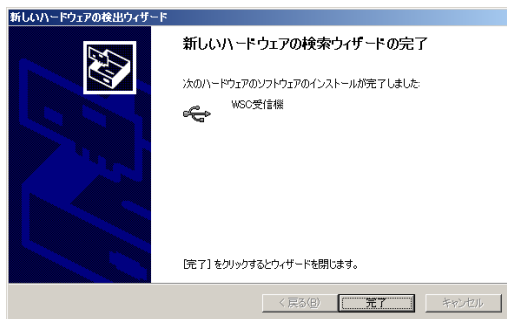 新しいハードウェアの検出ウィザード
新しいハードウェアの検索ウィザードの完了
次のハードウェアのソフトウェアのインストールが完了しました:
WSC受信機
[完了] をクリックするとウィザードを閉じます。
< 戻る(B)
完了
キャンセル